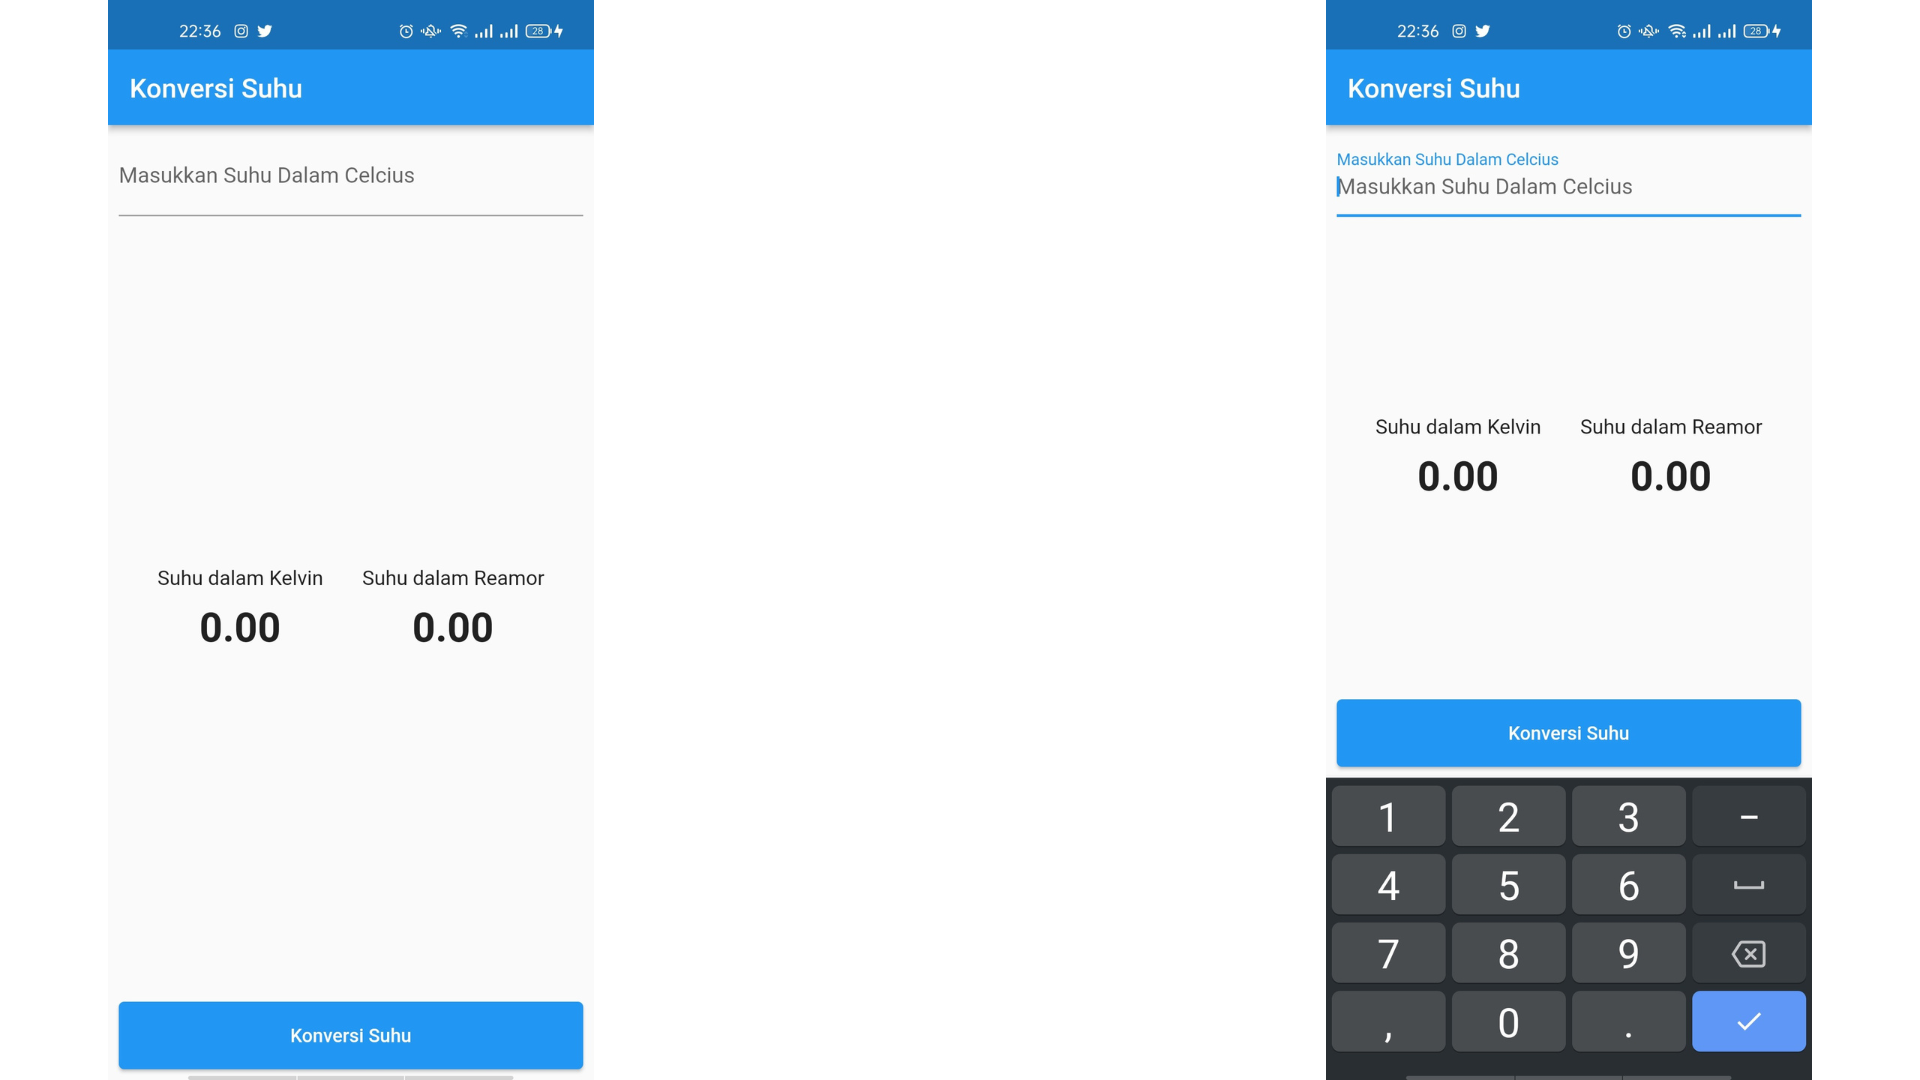 22:36
28
Konversi Suhu
Masukkan Suhu Dalam Celcius
Suhu dalam Kelvin Suhu dalam Reamor
0.00 0.00
Konversi Suhu
22:36
28
Konversi Suhu
Masukkan Suhu Dalam Celcius
Masukkan Suhu Dalam Celcius
Suhu dalam Kelvin Suhu dalam Reamor
0.00 0.00
Konversi Suhu
1 2 3 –
4 5 6
7 8 9
, 0 .